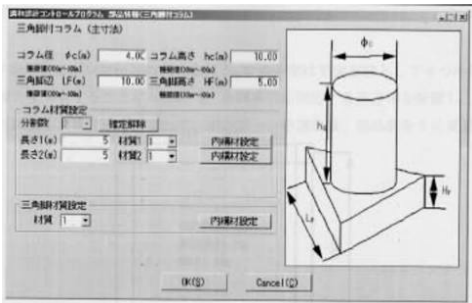 三角脚付コラム (主寸法)
コラム径 φc(m) 4.00 コラム高さ hc(m) 10.00
三角脚辺 LF(m) 10.00 三角脚高さ HF(m) 5.00
コラム材質設定
分割数 確定解除
長さ1(m) 5 材質1 1 内構材設定
長さ2(m) 5 材質2 1 内構材設定
三角脚材質設定
材質 1 内構材設定
OK(S) Cancel(C)
φc
hc
HF
LF